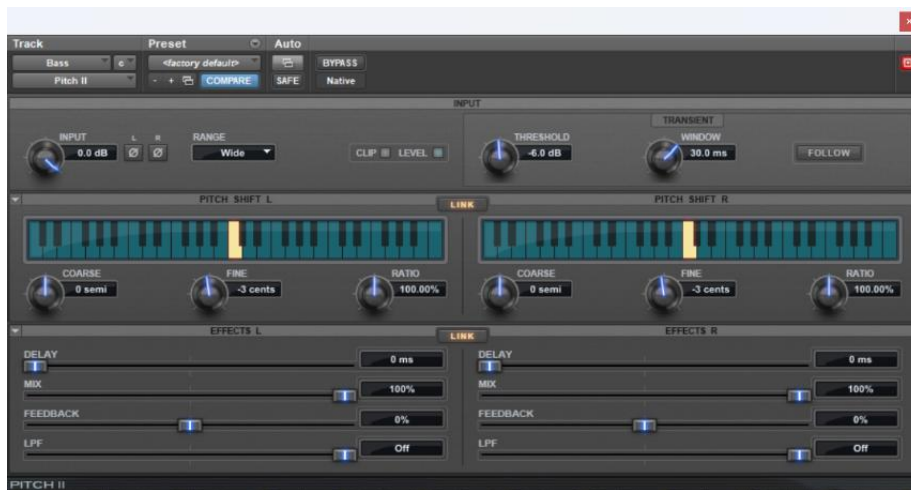 Track Preset Auto
Bass c <factory default> BYPASS
Pitch II - + COMPARE SAFE Native
INPUT
TRANSIENT
INPUT L R RANGE THRESHOLD WINDOW
0.0 dB Ø Ø Wide CLIP LEVEL -6.0 dB 30.0 ms FOLLOW
PITCH SHIFT L LINK PITCH SHIFT R
COARSE FINE RATIO COARSE FINE RATIO
0 semi -3 cents 100.00% 0 semi -3 cents 100.00%
EFFECTS L LINK EFFECTS R
DELAY 0 ms DELAY 0 ms
MIX 100% MIX 100%
FEEDBACK 0% FEEDBACK 0%
LPF Off LPF Off
PITCH II